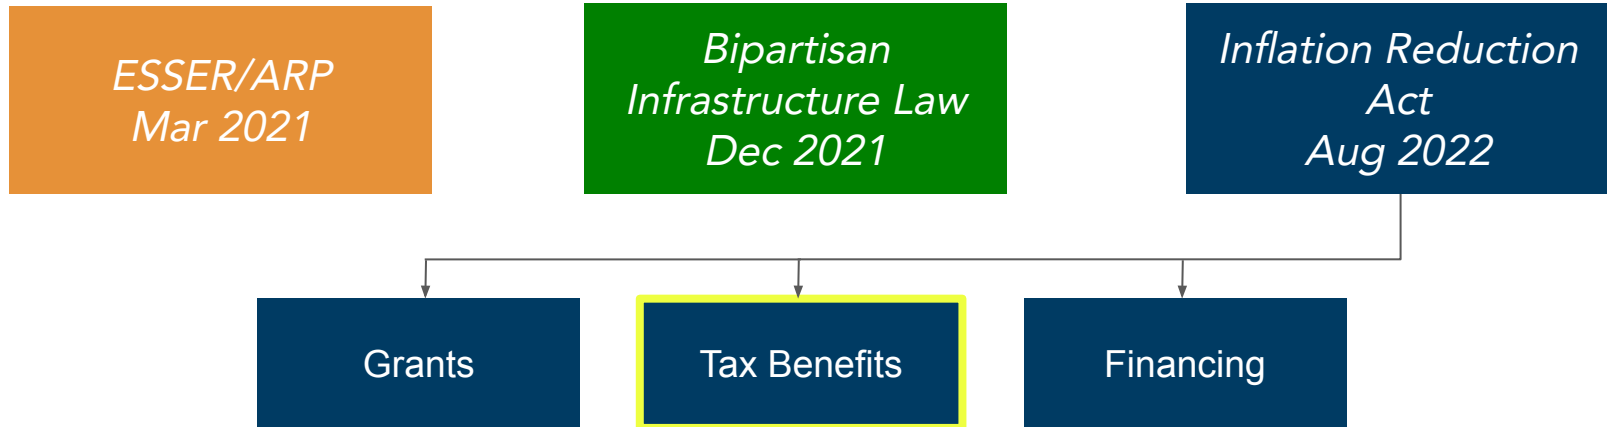 ESSER/ARP
Mar 2021
Bipartisan
Infrastructure Law
Dec 2021
Inflation Reduction
Act
Aug 2022
Grants
Tax Benefits
Financing